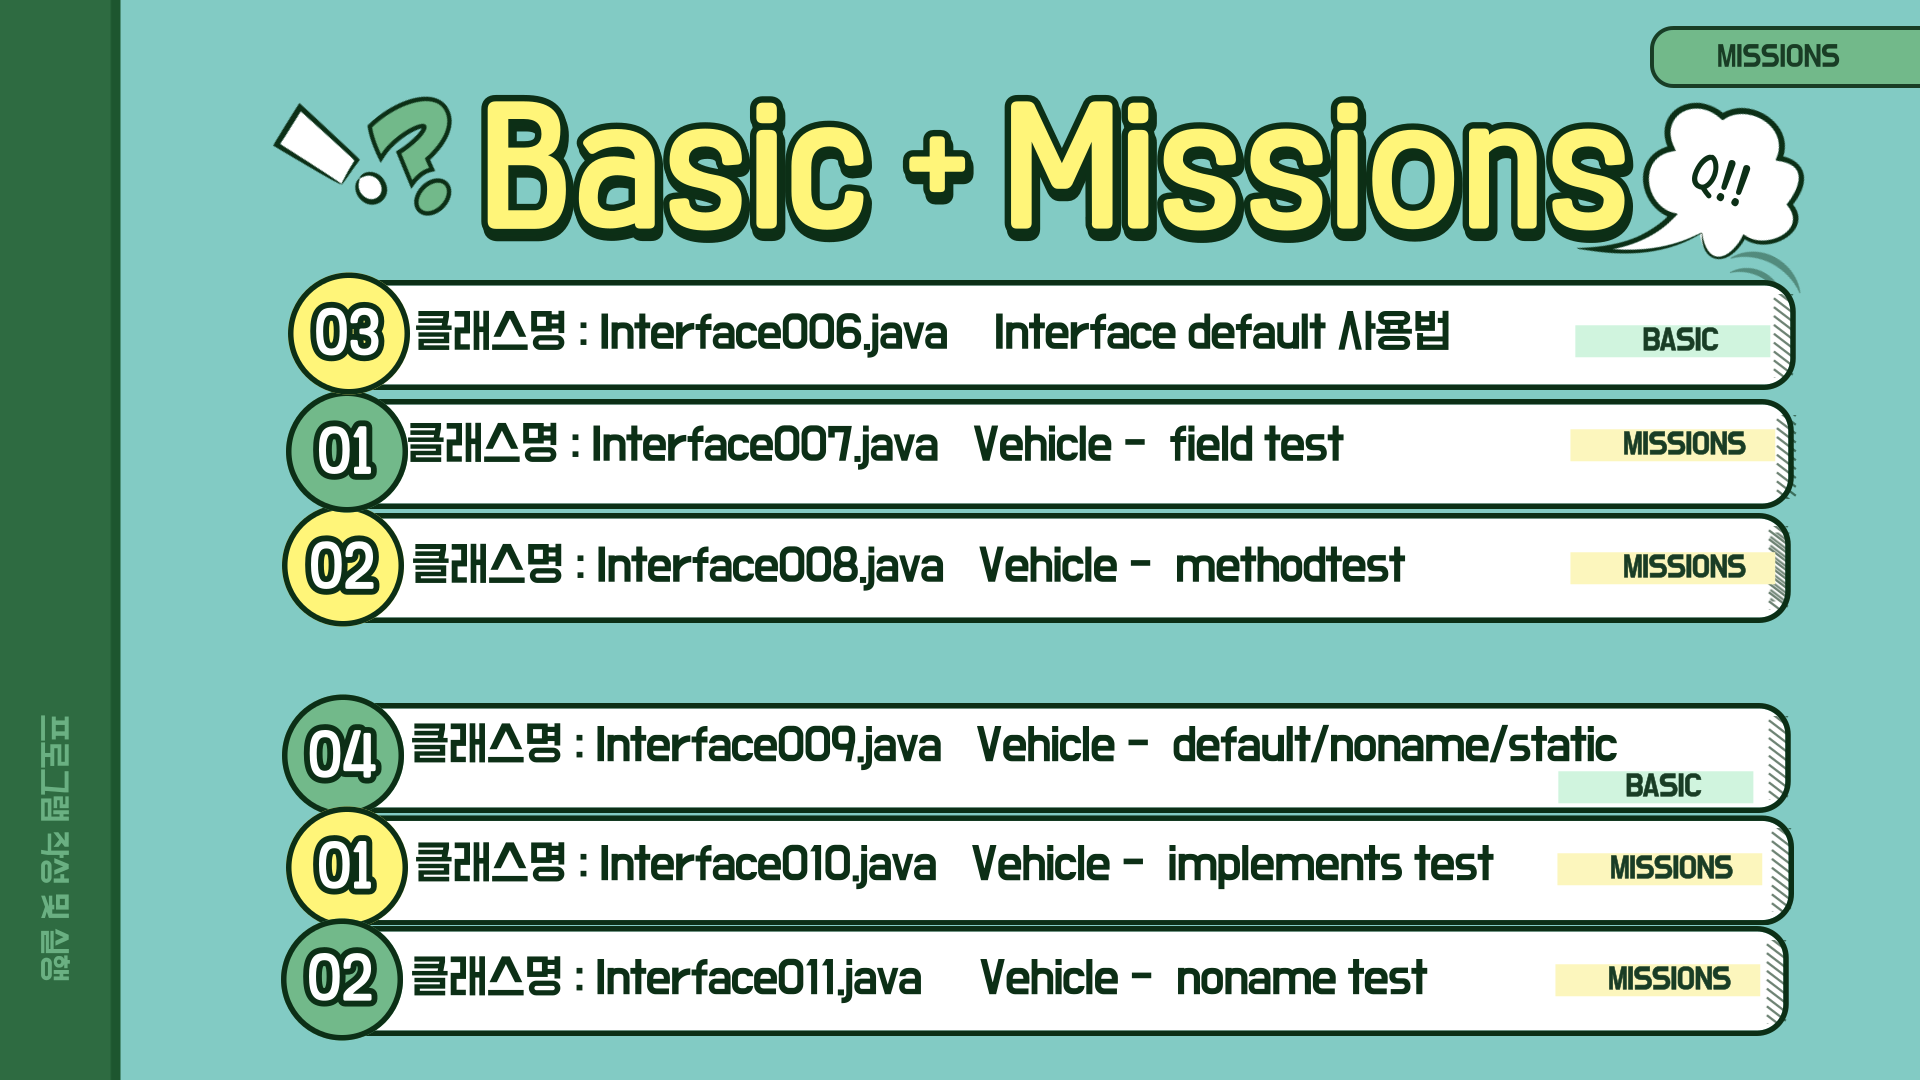 MISSIONS
!?
Basic + Missions
Q!!
03 클래스명 : Interface006.java Interface default 사용법 BASIC
01 클래스명 : Interface007.java Vehicle - field test MISSIONS
02 클래스명 : Interface008.java Vehicle - methodtest MISSIONS
04 클래스명 : Interface009.java Vehicle - default/noname/static
BASIC
01 클래스명 : Interface010.java Vehicle - implements test MISSIONS
02 클래스명 : Interface011.java Vehicle - noname test MISSIONS
프로그램 작성 및 실행